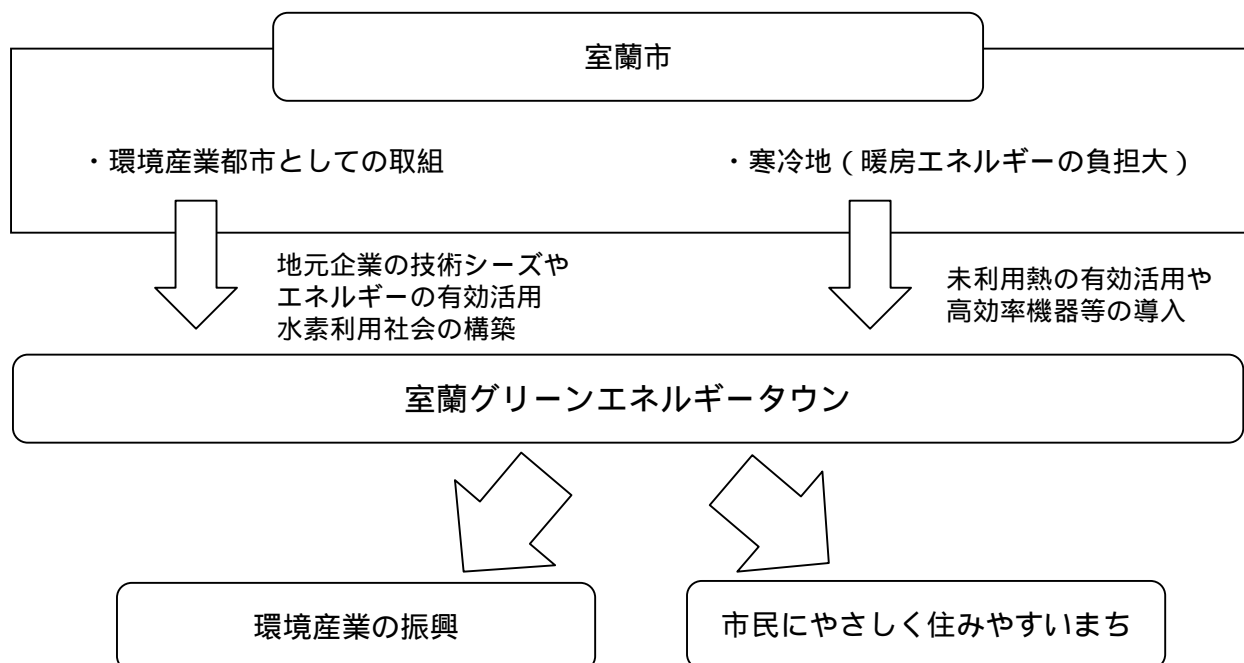 室蘭市
・環境産業都市としての取組
・寒冷地（暖房エネルギーの負担大）
地元企業の技術シーズや
エネルギーの有効活用
水素利用社会の構築
未利用熱の有効活用や
高効率機器等の導入
室蘭グリーンエネルギータウン
環境産業の振興
市民にやさしく住みやすいまち